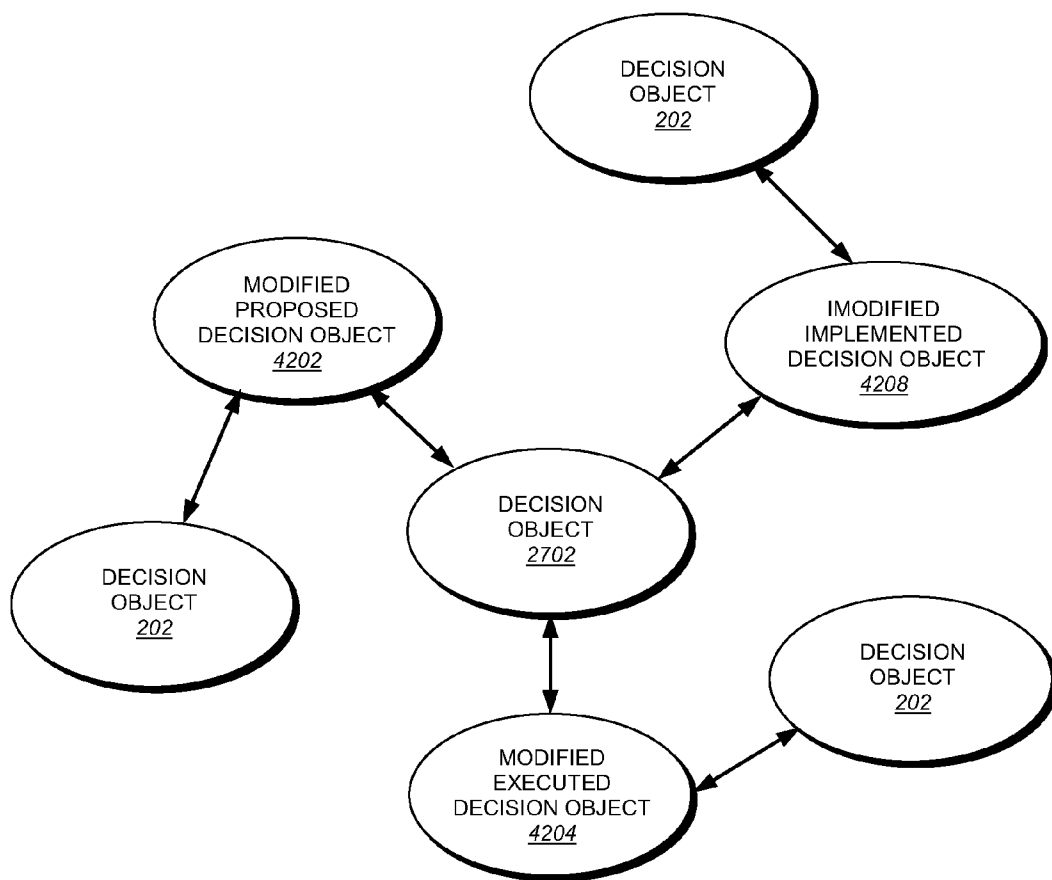 DECISION
OBJECT
202
MODIFIED
PROPOSED
DECISION OBJECT
4202
IMODIFIED
IMPLEMENTED
DECISION OBJECT
4208
DECISION
OBJECT
2702
DECISION
OBJECT
202
DECISION
OBJECT
202
MODIFIED
EXECUTED
DECISION OBJECT
4204